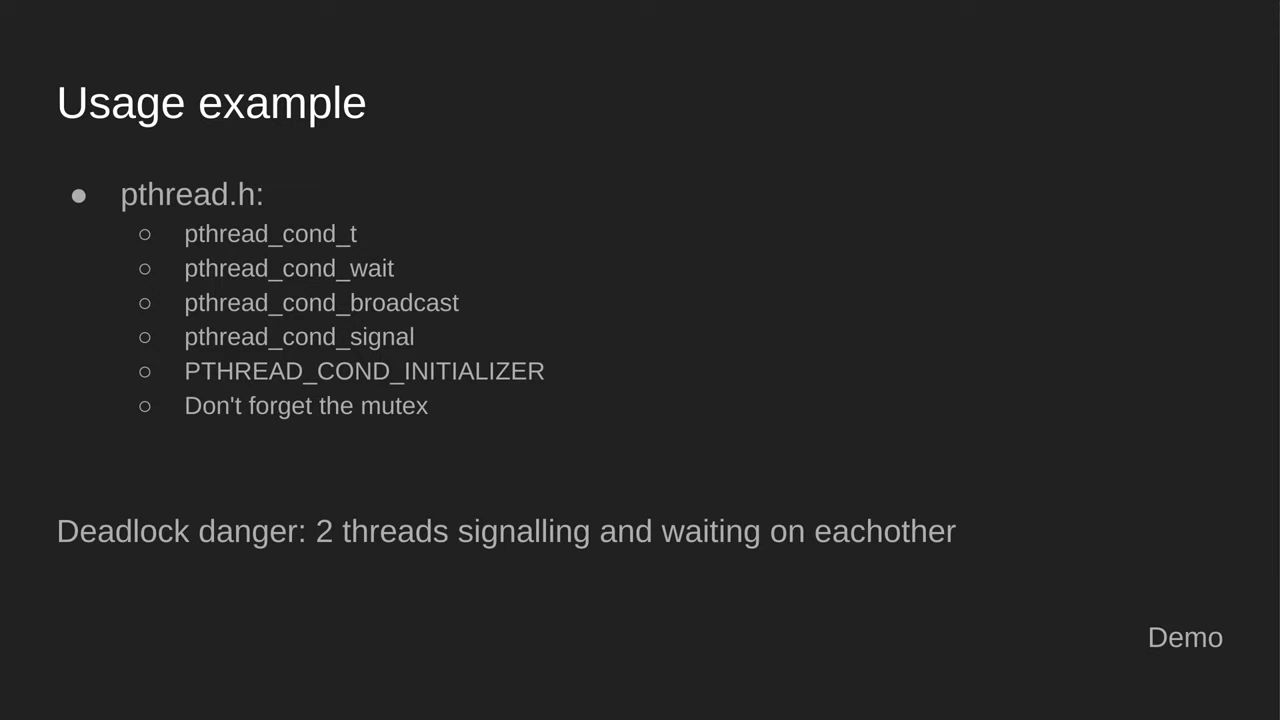 Usage example
● pthread.h:
○ pthread_cond_t
○ pthread_cond_wait
○ pthread_cond_broadcast
○ pthread_cond_signal
○ PTHREAD_COND_INITIALIZER
○ Don't forget the mutex
Deadlock danger: 2 threads signalling and waiting on eachother
Demo